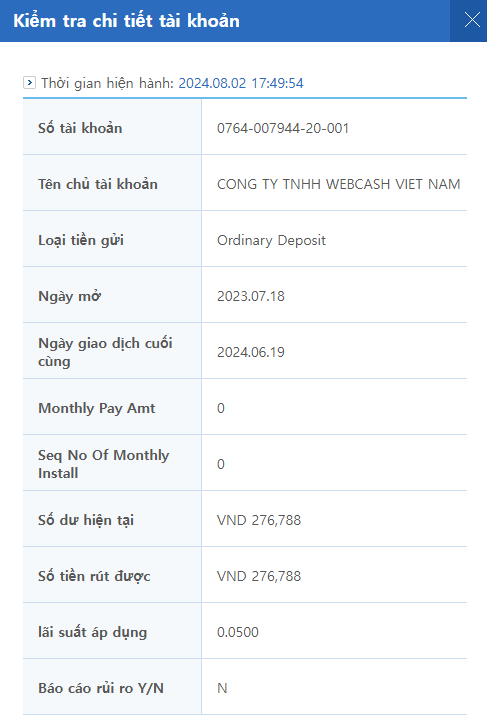 Kiểm tra chi tiết tài khoản
Thời gian hiện hành: 2024.08.02 17:49:54
Số tài khoản
0764-007944-20-001
Tên chủ tài khoản
CONG TY TNHH WEBCASH VIET NAM
Loại tiền gửi
Ordinary Deposit
Ngày mở
2023.07.18
Ngày giao dịch cuối
cùng
2024.06.19
Monthly Pay Amt
0
Seq No Of Monthly
Install
0
Số dư hiện tại
VND 276,788
Số tiền rút được
VND 276,788
lãi suất áp dụng
0.0500
Báo cáo rủi ro Y/N
N